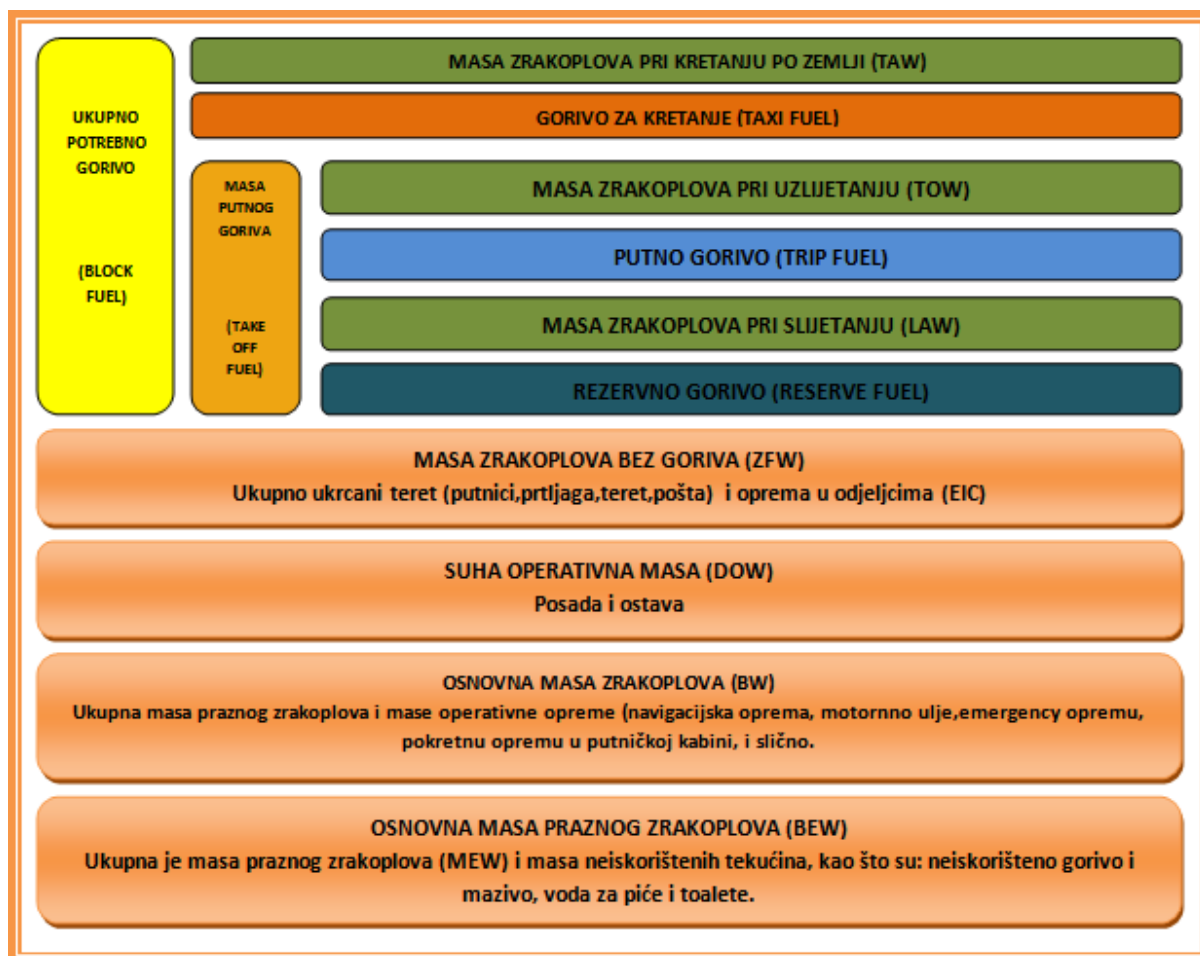 UKUPNO
POTREBNO
GORIVO
(BLOCK
FUEL)
MASA ZRAKOPLOVA PRI KRETANJU PO ZEMLJI (TAW)
GORIVO ZA KRETANJE (TAXI FUEL)
MASA
PUTNOG
GORIVA
(TAKE
OFF
FUEL)
MASA ZRAKOPLOVA PRI UZLIJETANJU (TOW)
PUTNO GORIVO (TRIP FUEL)
MASA ZRAKOPLOVA PRI SLIJETANJU (LAW)
REZERVNO GORIVO (RESERVE FUEL)
MASA ZRAKOPLOVA BEZ GORIVA (ZFW)
Ukupno ukrcani teret (putnici,prtljaga,teret,pošta) i oprema u odjeljcima (EIC)
SUHA OPERATIVNA MASA (DOW)
Posada i ostava
OSNOVNA MASA ZRAKOPLOVA (BW)
Ukupna masa praznog zrakoplova i mase operativne opreme (navigacijska oprema, motornno ulje,emergency opremu,
pokretnu opremu u putničkoj kabini, i slično.
OSNOVNA MASA PRAZNOG ZRAKOPLOVA (BEW)
Ukupna je masa praznog zrakoplova (MEW) i masa neiskorištenih tekućina, kao što su: neiskorišteno gorivo i
mazivo, voda za piće i toalete.